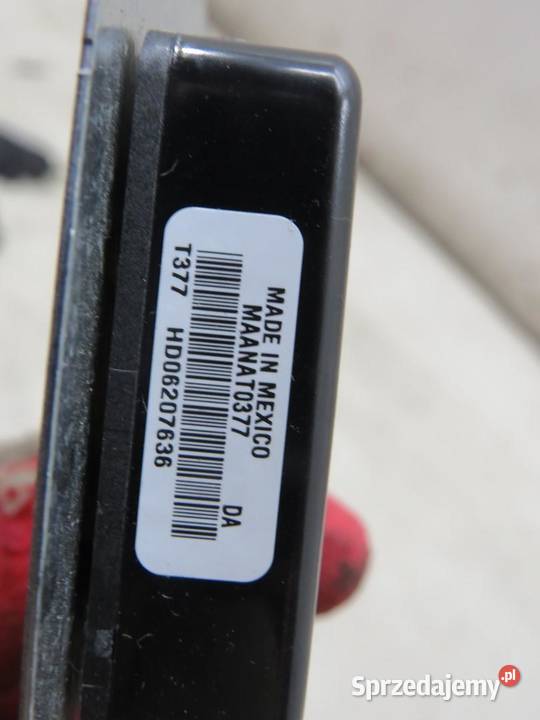 MADE IN MEXICO
MAANAT0377
DA
T377 HD06207636
Sprzedajemy.pl